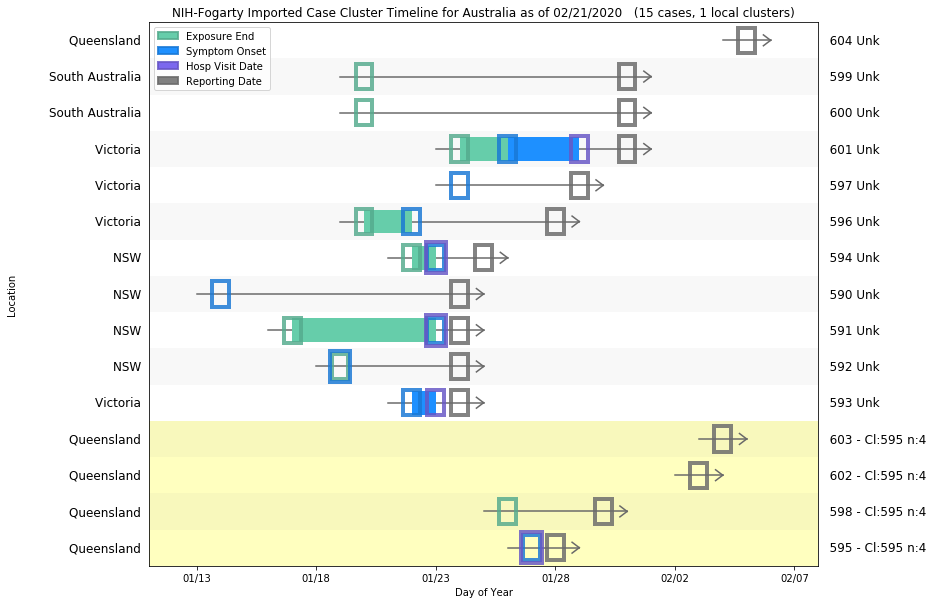 NIH-Fogarty Imported Case Cluster Timeline for Australia as of 02/21/2020 (15 cases, 1 local clusters)
Exposure End
Symptom Onset
Hosp Visit Date
Reporting Date
Queensland 604 Unk
South Australia 599 Unk
South Australia 600 Unk
Victoria 601 Unk
Victoria 597 Unk
Victoria 596 Unk
NSW 594 Unk
NSW 590 Unk
NSW 591 Unk
NSW 592 Unk
Victoria 593 Unk
Queensland 603 - Cl:595 n:4
Queensland 602 - Cl:595 n:4
Queensland 598 - Cl:595 n:4
Queensland 595 - Cl:595 n:4
Location
01/13 01/18 01/23 01/28 02/02 02/07
Day of Year